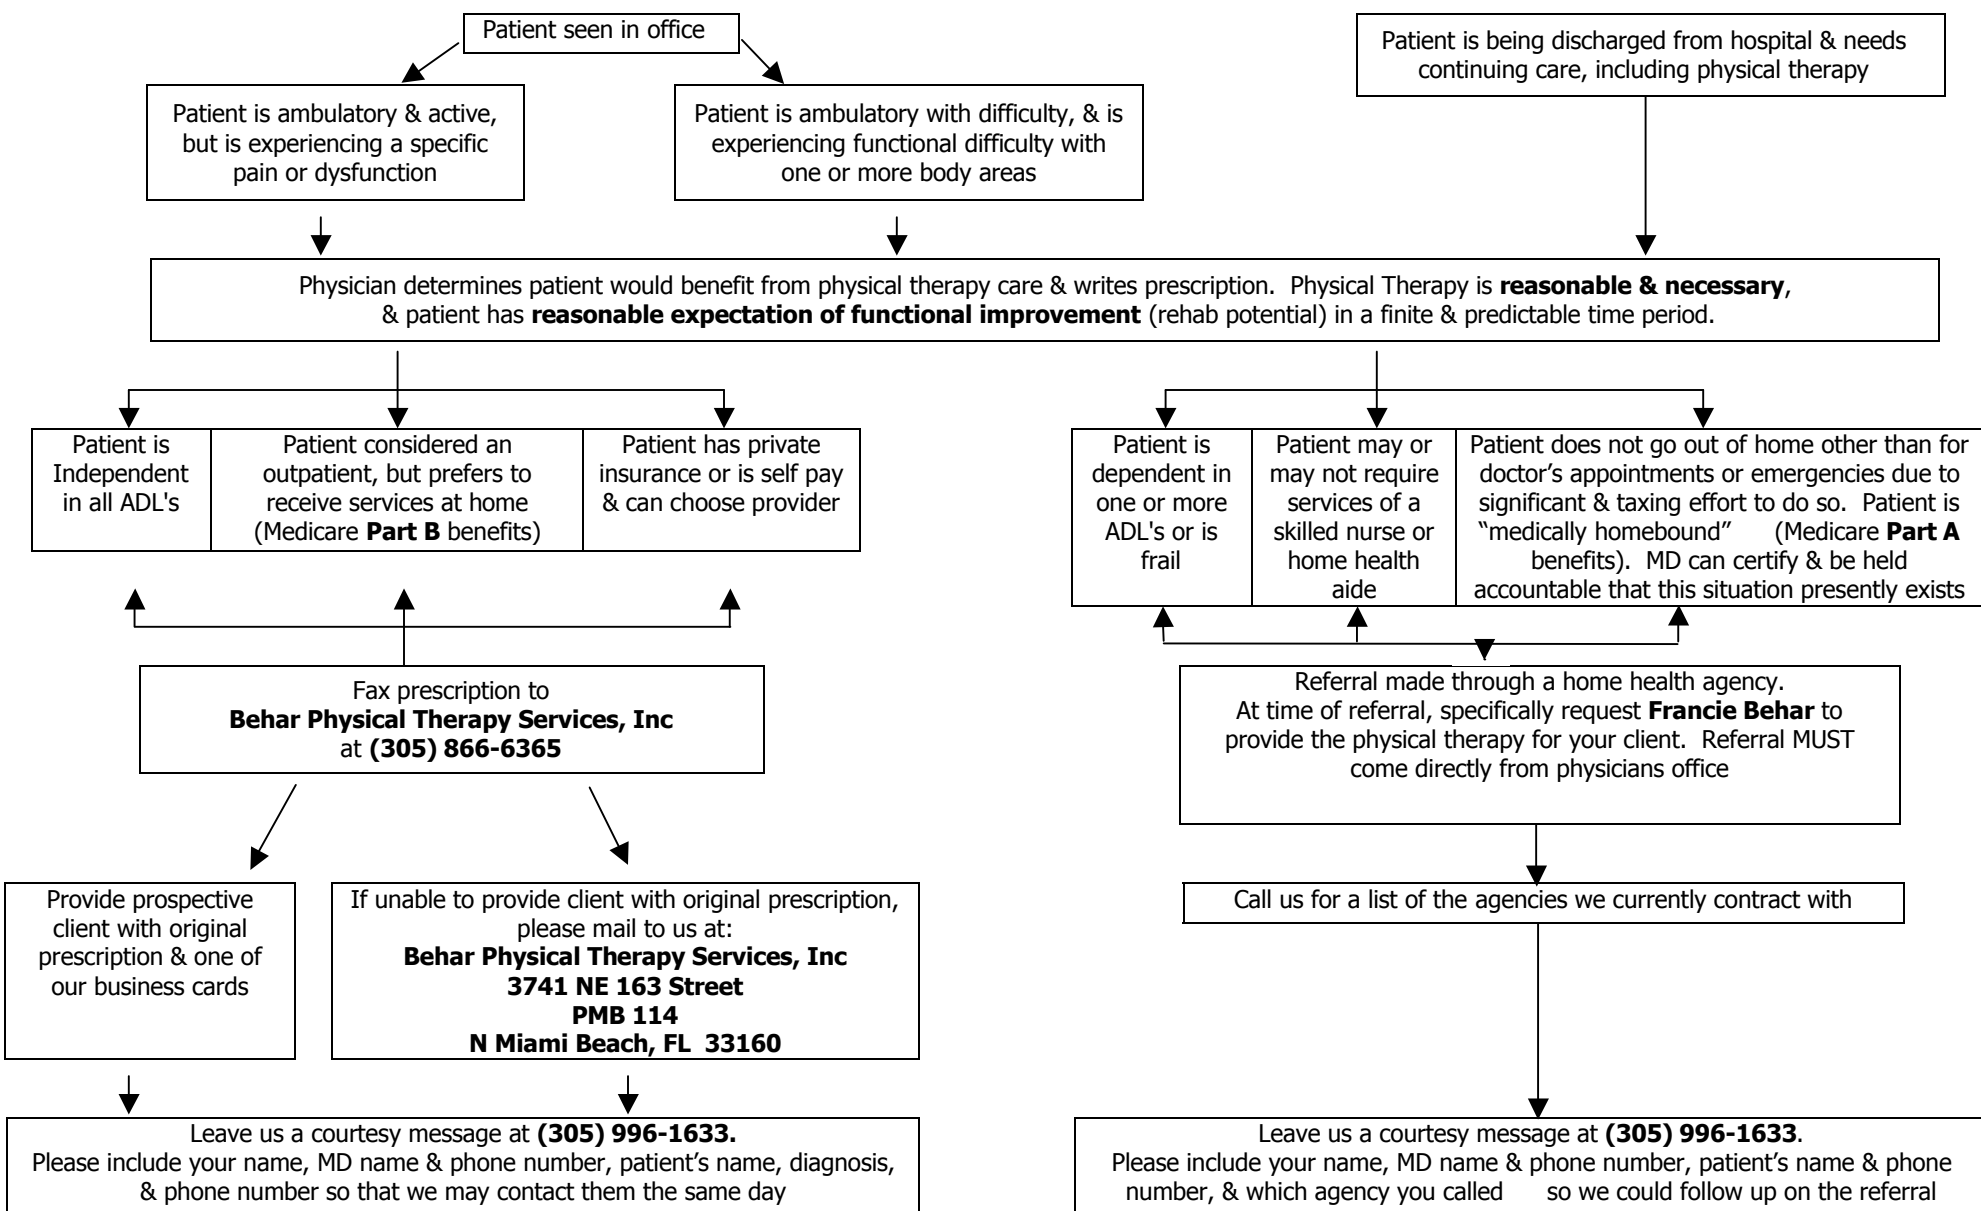 Patient seen in office
Patient is being discharged from hospital & needs
continuing care, including physical therapy
Patient is ambulatory & active,
but is experiencing a specific
pain or dysfunction
Patient is ambulatory with difficulty, & is
experiencing functional difficulty with
one or more body areas
Physician determines patient would benefit from physical therapy care & writes prescription.  Physical Therapy is reasonable & necessary,
& patient has reasonable expectation of functional improvement (rehab potential) in a finite & predictable time period.
Patient is
Independent
in all ADL's
Patient considered an
outpatient, but prefers to
receive services at home
(Medicare Part B benefits)
Patient has private
insurance or is self pay
& can choose provider
Patient is
dependent in
one or more
ADL's or is
frail
Patient may or
may not require
services of a
skilled nurse or
home health
aide
Patient does not go out of home other than for
doctor’s appointments or emergencies due to
significant & taxing effort to do so.  Patient is
“medically homebound” (Medicare Part A
benefits).  MD can certify & be held
accountable that this situation presently exists
Fax prescription to
Behar Physical Therapy Services, Inc
at (305) 866-6365
Referral made through a home health agency.
At time of referral, specifically request Francie Behar to
provide the physical therapy for your client.  Referral MUST
come directly from physicians office
Provide prospective
client with original
prescription & one of
our business cards
If unable to provide client with original prescription,
please mail to us at:
Behar Physical Therapy Services, Inc
3741 NE 163 Street
PMB 114
N Miami Beach, FL  33160
Call us for a list of the agencies we currently contract with
Leave us a courtesy message at (305) 996-1633.
Please include your name, MD name & phone number, patient’s name, diagnosis,
& phone number so that we may contact them the same day
Leave us a courtesy message at (305) 996-1633.
Please include your name, MD name & phone number, patient’s name & phone
number, & which agency you called so we could follow up on the referral